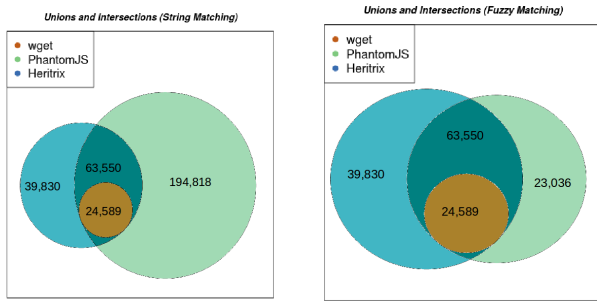 Unions and Intersections (String Matching)
wget
PhantomJS
Heritrix
63,550
39,830
194,818
24,589
Unions and Intersections (Fuzzy Matching)
wget
PhantomJS
Heritrix
63,550
39,830
23,036
24,589